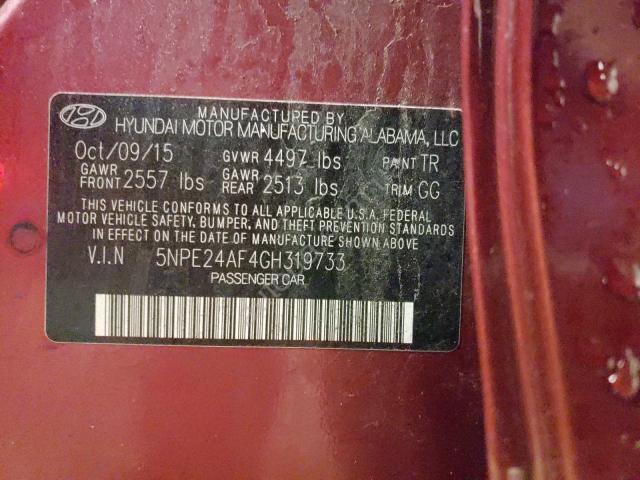 MANUFACTURED BY
HYUNDAI MOTOR MANUFACTURING ALABAMA, LLC
Oct/09/15 GVWR 4497 lbs PAINT TR
GAWR FRONT 2557 lbs GAWR REAR 2513 lbs TRIM GG
THIS VEHICLE CONFORMS TO ALL APPLICABLE U.S.A. FEDERAL
MOTOR VEHICLE SAFETY, BUMPER, AND THEFT PREVENTION STANDARDS
IN EFFECT ON THE DATE OF MANUFACTURE SHOWN ABOVE
V.I.N 5NPE24AF4GH319733
PASSENGER CAR